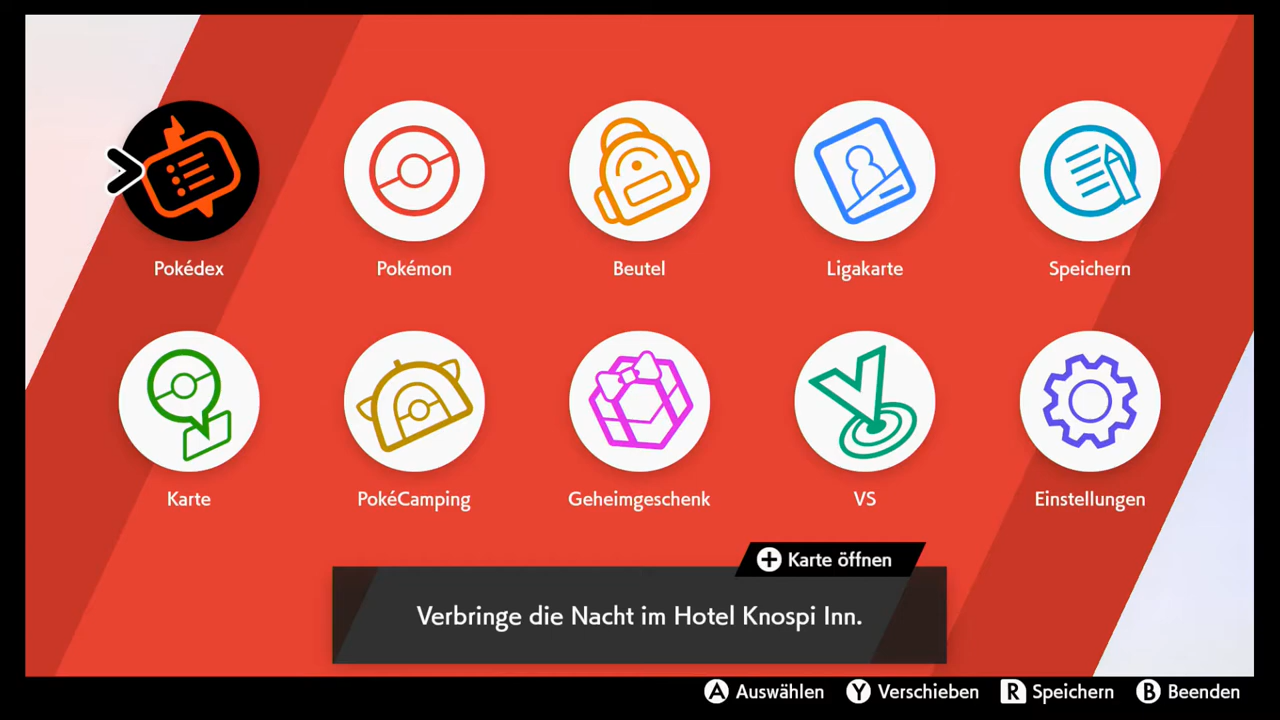 Pokédex Pokémon Beutel Ligakarte Speichern
Karte PokéCamping Geheimgeschenk VS Einstellungen
+ Karte öffnen
Verbringe die Nacht im Hotel Knospi Inn.
A Auswählen Y Verschieben R Speichern B Beenden